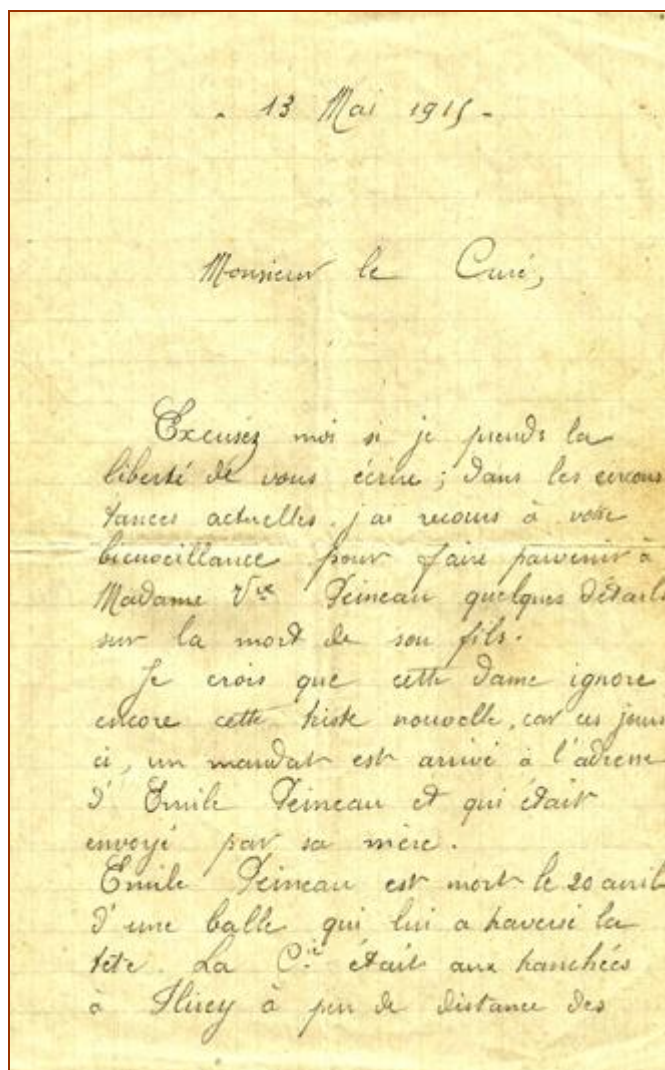 - 13 Mai 1915 -
Monsieur le Curé,
Excusez moi si je prends la
liberté de vous écrire ; dans les circons
tances actuelles. j'ai recours à votre
bienveillance pour faire parvenir à
Madame Vve Peineau quelques détails
sur la mort de son fils.
Je crois que cette dame ignore
encore cette triste nouvelle, car ces jours
ci, un mandat est arrivé à l'adresse
d'Emile Peineau et qui était
envoyé par sa mère.
Emile Peineau est mort le 20 avril
d'une balle qui lui a traversé la
tête. La Cie était aux tranchées
à Flirey à peu de distance des